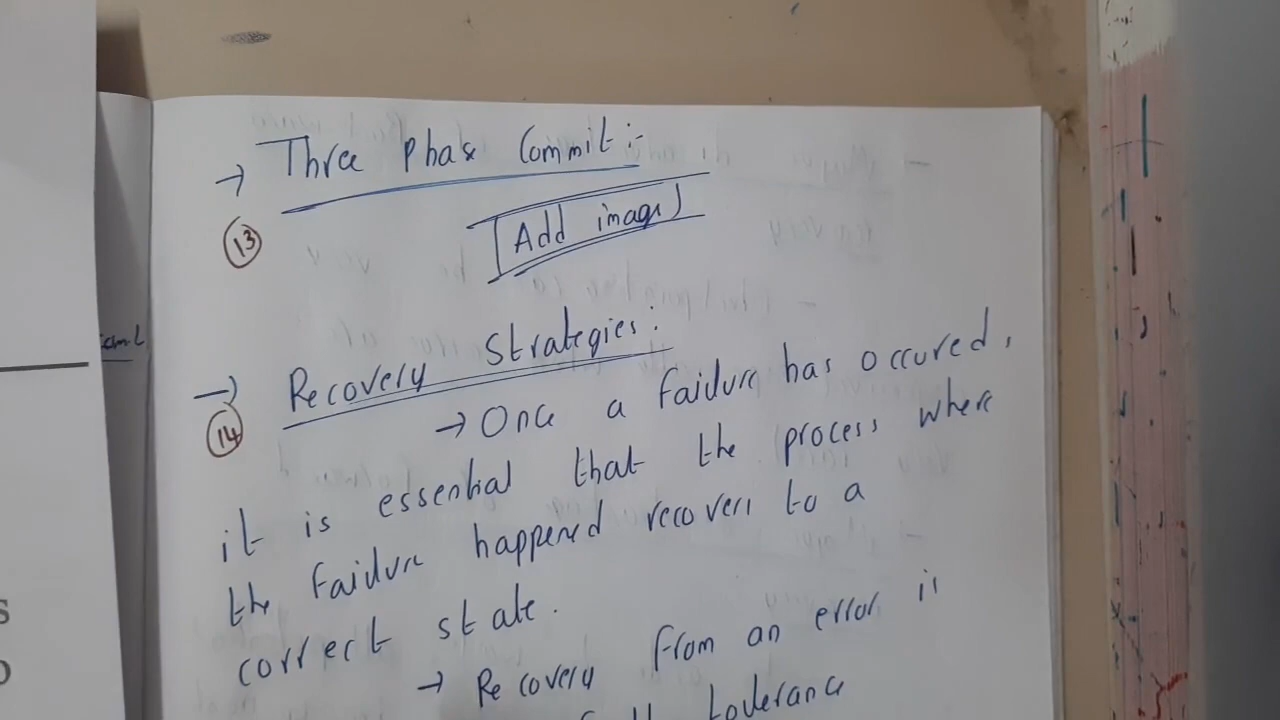 → Three Phase Commit :-
13
[Add image]
→ Recovery Strategies :
14
→ Once a failure has occured,
it is essential that the process where
the failure happened recovers to a
correct state.
→ Recovery from an error is
tolerance